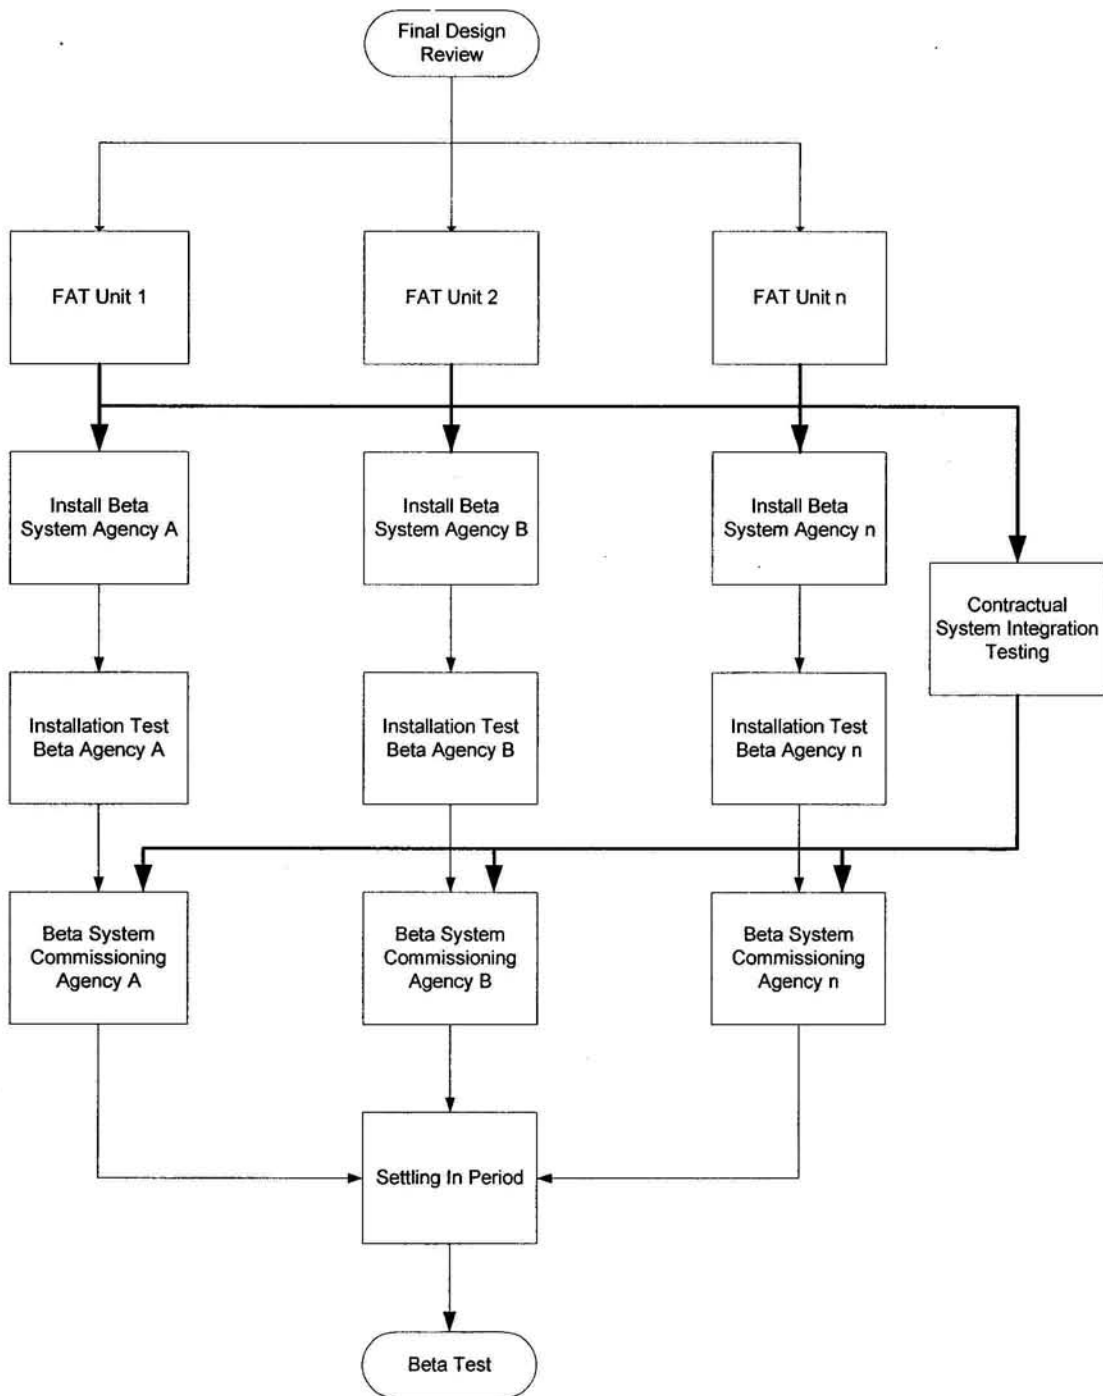 Final Design
Review
FAT Unit 1
FAT Unit 2
FAT Unit n
Install Beta
System Agency A
Install Beta
System Agency B
Install Beta
System Agency n
Contractual
System Integration
Testing
Installation Test
Beta Agency A
Installation Test
Beta Agency B
Installation Test
Beta Agency n
Beta System
Commissioning
Agency A
Beta System
Commissioning
Agency B
Beta System
Commissioning
Agency n
Settling In Period
Beta Test